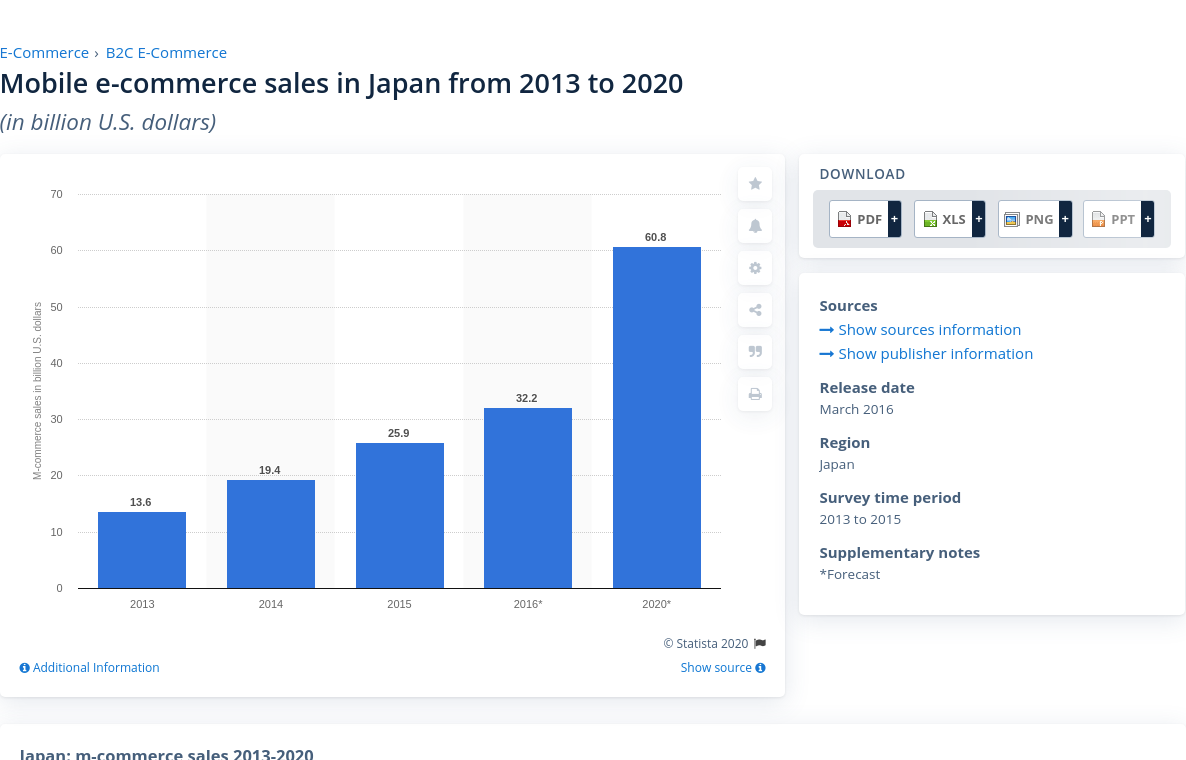 E-Commerce › B2C E-Commerce
Mobile e-commerce sales in Japan from 2013 to 2020
(in billion U.S. dollars)
M-commerce sales in billion U.S. dollars
70
60
50
40
30
20
10
0
13.6
19.4
25.9
32.2
60.8
2013 2014 2015 2016* 2020*
© Statista 2020
Additional Information
Show source
DOWNLOAD
PDF + XLS + PNG + PPT +
Sources
Show sources information
Show publisher information
Release date
March 2016
Region
Japan
Survey time period
2013 to 2015
Supplementary notes
*Forecast
Japan: m-commerce sales 2013-2020